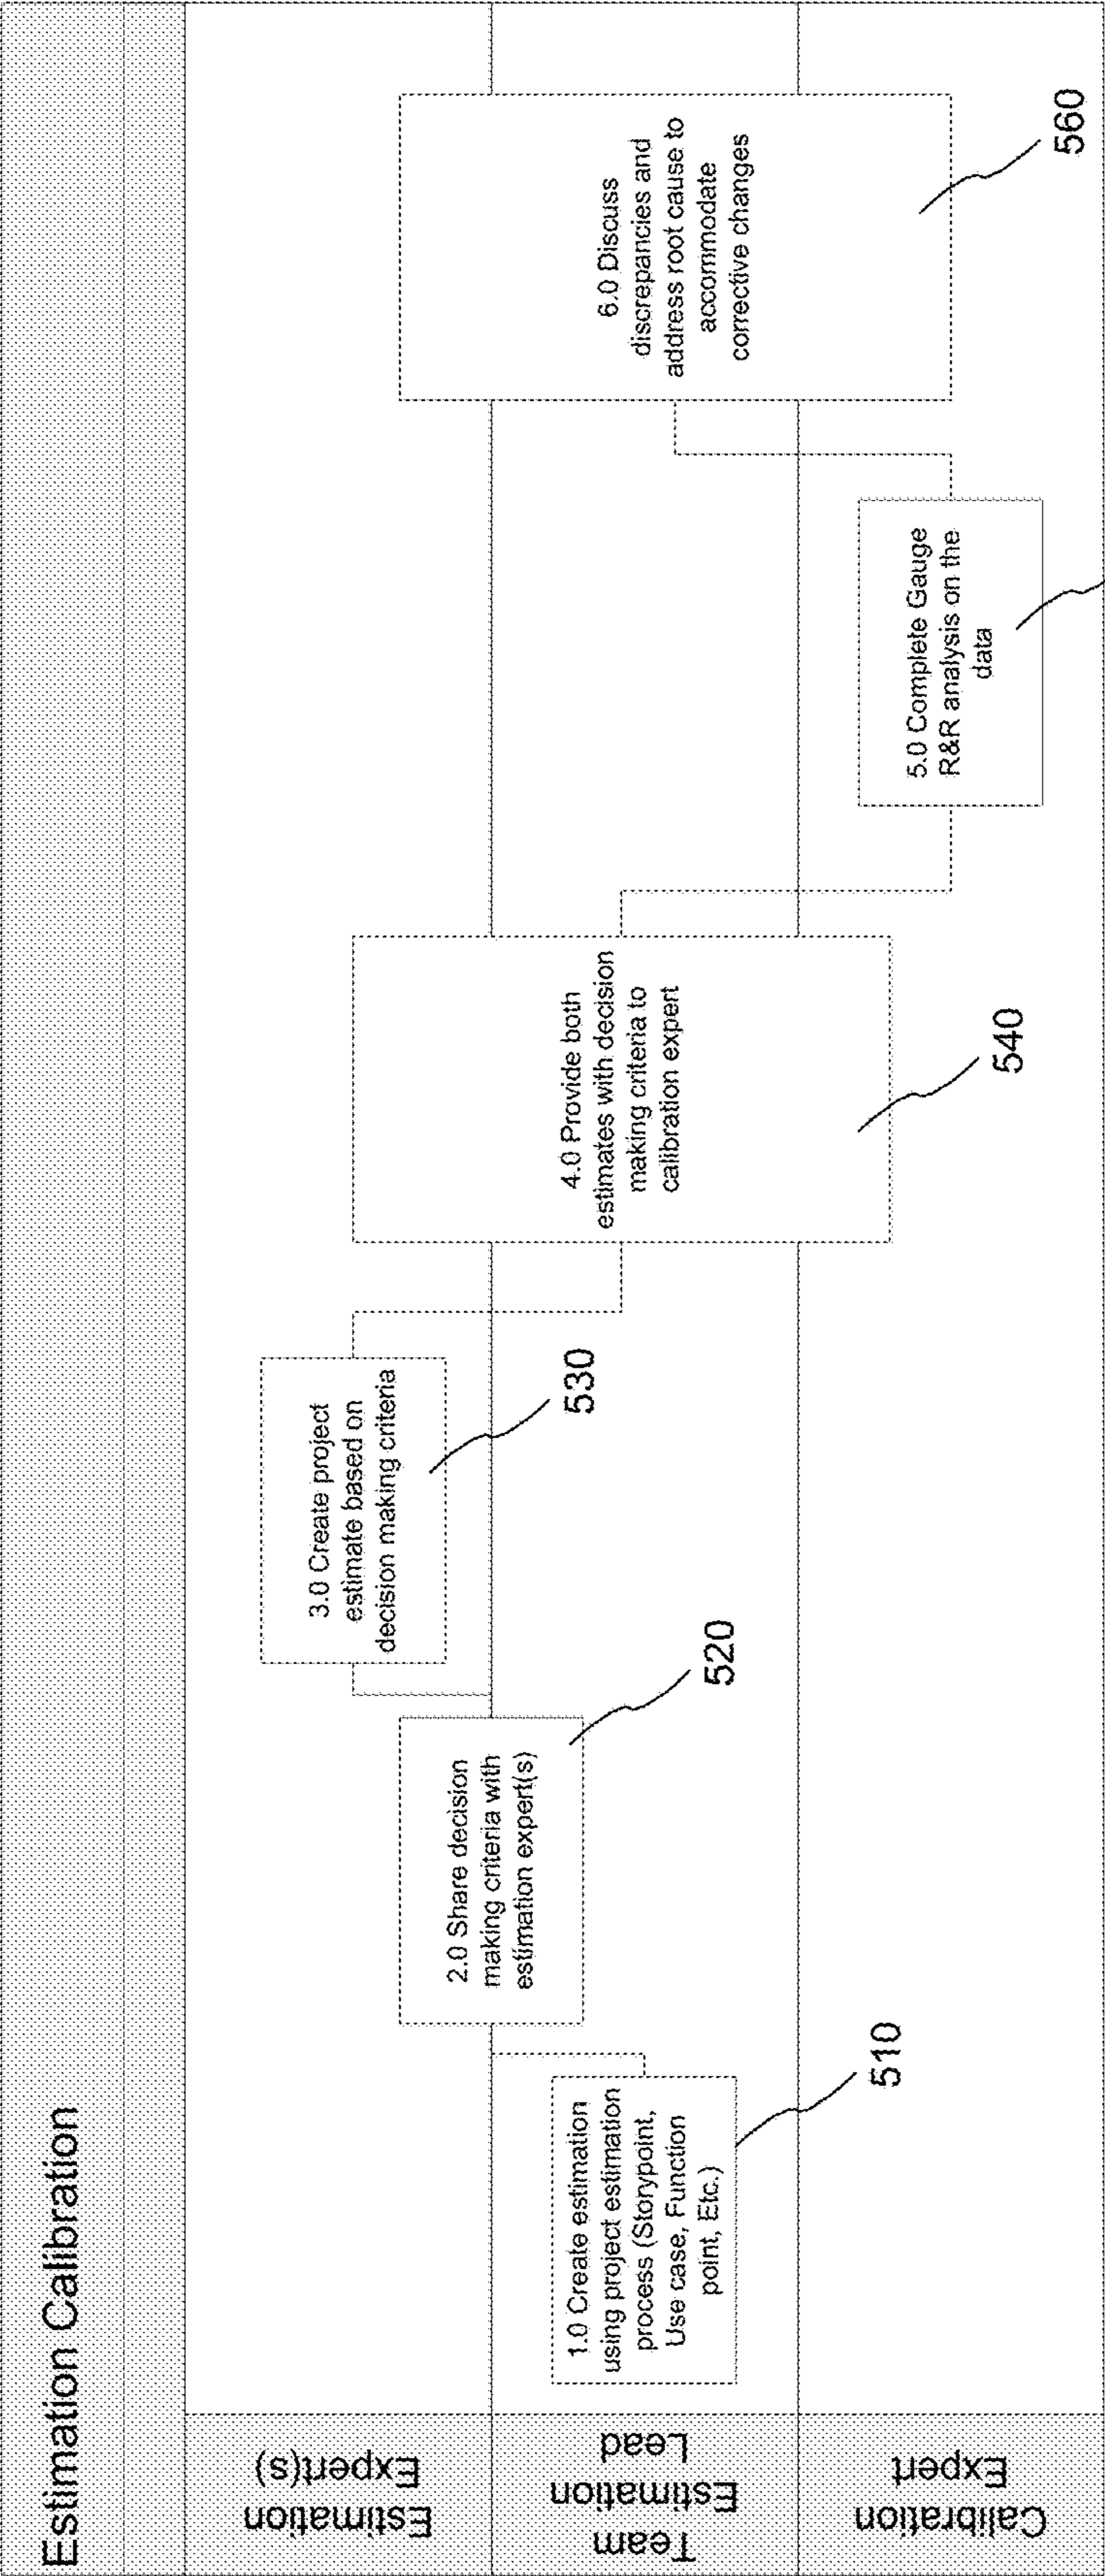 Estimation Calibration
Estimation
Expert(s)
Team
Estimation
Lead
Calibration
Expert
1.0 Create estimation
using project estimation
process (Storypoint,
Use case, Function
point, Etc.)
510
2.0 Share decision
making criteria with
estimation expert(s)
520
3.0 Create project
estimate based on
decision making criteria
530
4.0 Provide both
estimates with decision
making criteria to
calibration expert
540
5.0 Complete Gauge
R&R analysis on the
data
6.0 Discuss
discrepancies and
address root cause to
accommodate
corrective changes
560